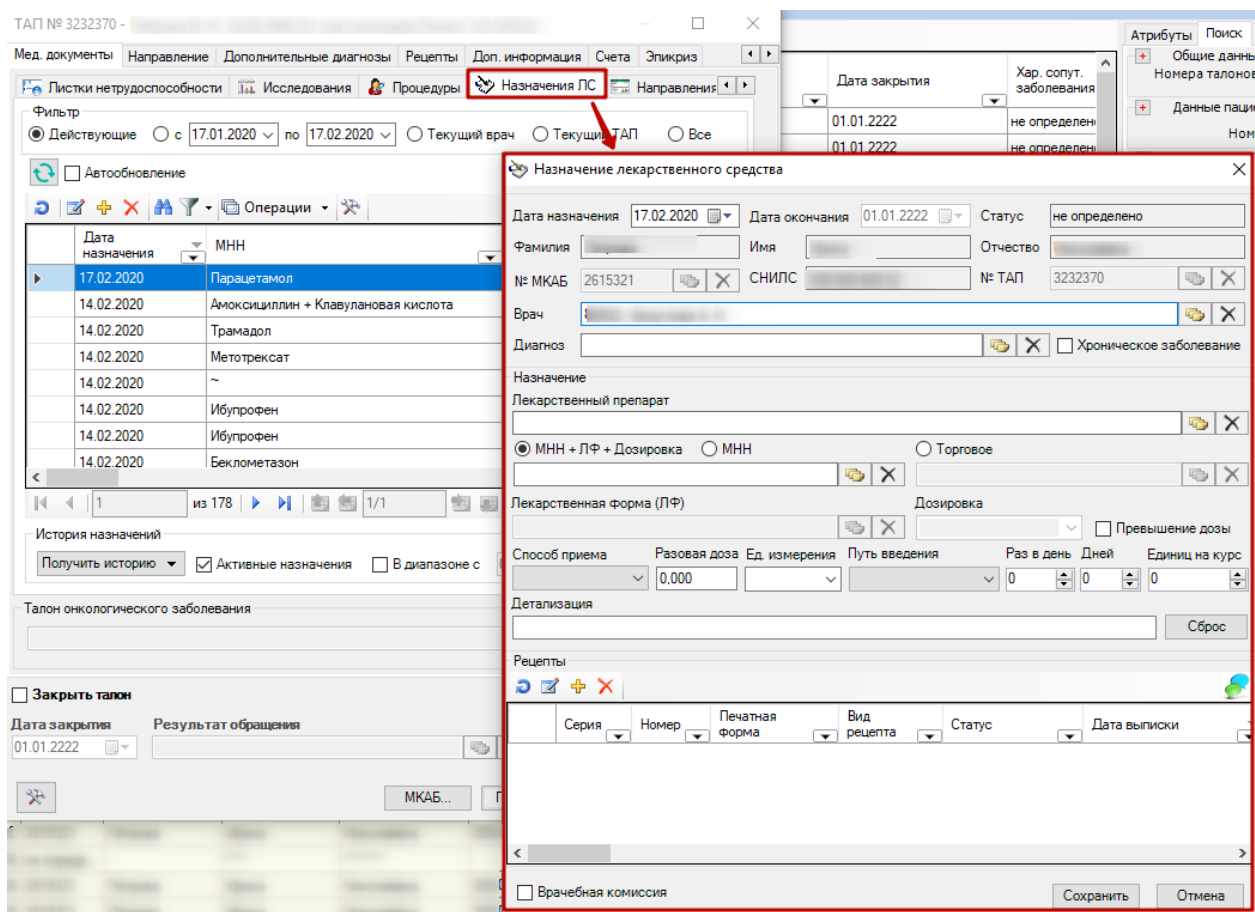 ТАП № 3232370 -
Мед. документы Направление Дополнительные диагнозы Рецепты Доп. информация Счета Эпикриз
Листки нетрудоспособности Исследования Процедуры Назначения ЛС Направления
Фильтр
Действующие с 17.01.2020 по 17.02.2020 Текущий врач Текущий ТАП Все
Автообновление
Операции
Дата назначения МНН
17.02.2020 Парацетамол
14.02.2020 Амоксициллин + Клавулановая кислота
14.02.2020 Трамадол
14.02.2020 Метотрексат
14.02.2020 ~
14.02.2020 Ибупрофен
14.02.2020 Ибупрофен
14.02.2020 Беклометазон
1 из 178 1/1
История назначений
Получить историю Активные назначения В диапазоне с
Талон онкологического заболевания
Закрыть талон
Дата закрытия Результат обращения
01.01.2222
МКАБ...
Дата закрытия Хар. сопут. заболевания
01.01.2222 не определен
01.01.2222 не определен
Атрибуты Поиск
Общие данны
Номера талонов
Данные пацие
Ном
Назначение лекарственного средства
Дата назначения 17.02.2020 Дата окончания 01.01.2222 Статус не определено
Фамилия Имя Отчество
№ МКАБ 2615321 СНИЛС № ТАП 3232370
Врач
Диагноз Хроническое заболевание
Назначение
Лекарственный препарат
МНН + ЛФ + Дозировка МНН Торговое
Лекарственная форма (ЛФ) Дозировка
Превышение дозы
Способ приема Разовая доза Ед. измерения Путь введения Раз в день Дней Единиц на курс
0,000 0 0 0
Детализация
Сброс
Рецепты
Серия Номер Печатная форма Вид рецепта Статус Дата выписки
Врачебная комиссия
Сохранить Отмена